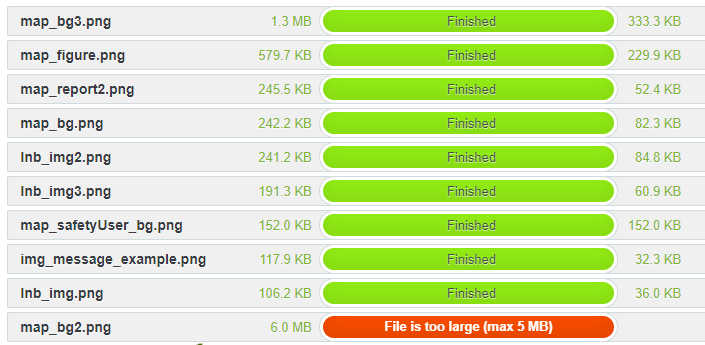 map_bg3.png 1.3 MB Finished 333.3 KB
map_figure.png 579.7 KB Finished 229.9 KB
map_report2.png 245.5 KB Finished 52.4 KB
map_bg.png 242.2 KB Finished 82.3 KB
lnb_img2.png 241.2 KB Finished 84.8 KB
lnb_img3.png 191.3 KB Finished 60.9 KB
map_safetyUser_bg.png 152.0 KB Finished 152.0 KB
img_message_example.png 117.9 KB Finished 32.3 KB
lnb_img.png 106.2 KB Finished 36.0 KB
map_bg2.png 6.0 MB File is too large (max 5 MB)